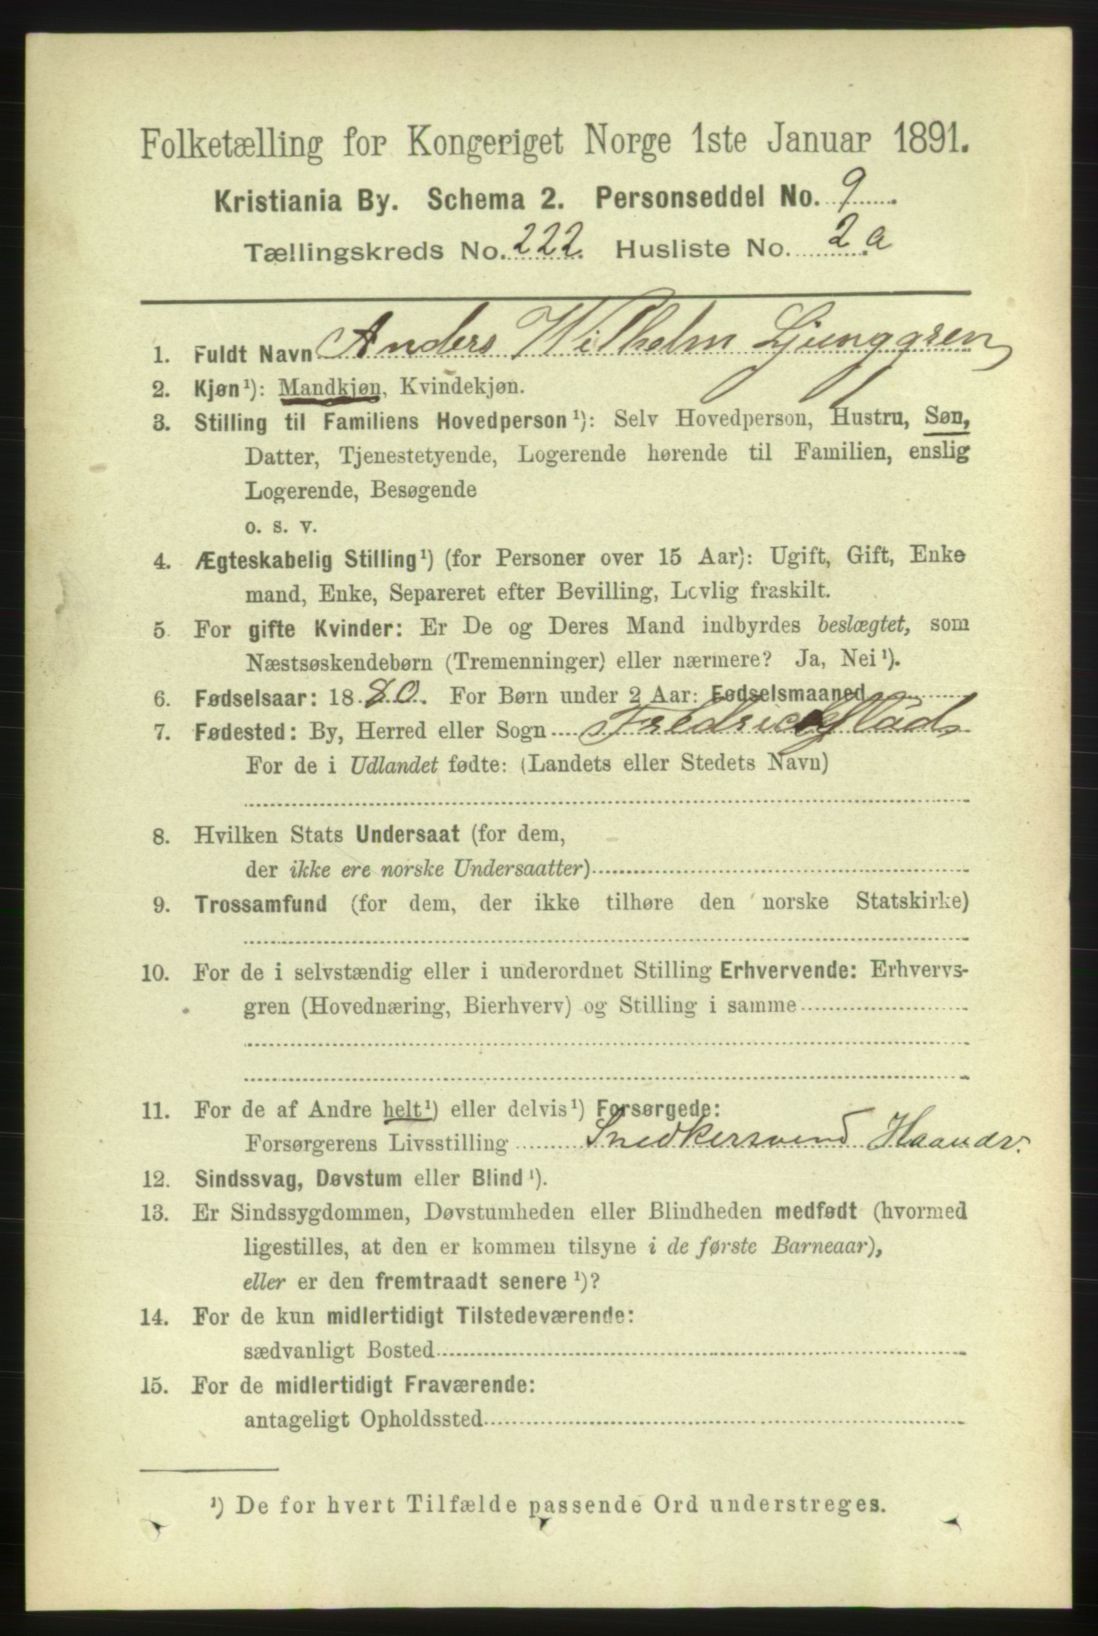 Folketælling for Kongeriget Norge 1ste Januar 1891.
Kristiania By. Schema 2. Personseddel No. 9
Tællingskreds No. 222. Husliste No. 2a
1. Fuldt Navn Anders Wilhelm Ljunggren
2. Kjøn¹): Mandkjøn, Kvindekjøn.
3. Stilling til Familiens Hovedperson¹): Selv Hovedperson, Hustru, Søn,
Datter, Tjenestetyende, Logerende hørende til Familien, enslig
Logerende, Besøgende
o. s. v.
4. Ægteskabelig Stilling¹) (for Personer over 15 Aar): Ugift, Gift, Enke
mand, Enke, Separeret efter Bevilling, Lovlig fraskilt.
5 For gifte Kvinder: Er De og Deres Mand indbyrdes beslægtet, som
Næstsøskendebørn (Tremenninger) eller nærmere? Ja, Nei¹).
6. Fødselsaar: 1880. For Børn under 2 Aar: Fødselsmaaned
7. Fødested: By, Herred eller Sogn Fredrickstad
For de i Udlandet fødte: (Landets eller Stedets Navn)
8. Hvilken Stats Undersaat (for dem,
der ikke ere norske Undersaatter)
9. Trossamfund (for dem, der ikke tilhøre den norske Statskirke)
10. For de i selvstændig eller i underordnet Stilling Erhvervende: Erhvervs-
gren (Hovednæring, Bierhverv) og Stilling i samme
11. For de af Andre helt¹) eller delvis¹) Forsørgede:
Forsørgerens Livsstilling Snedkersvend Haandv.
12. Sindssvag, Døvstum eller Blind¹).
13. Er Sindssygdommen, Døvstumheden eller Blindheden medfødt (hvormed
ligestilles, at den er kommen tilsyne i de første Barneaar),
eller er den fremtraadt senere¹)?
14. For de kun midlertidigt Tilstedeværende:
sædvanligt Bosted
15. For de midlertidigt Fraværende:
antageligt Opholdssted
¹) De for hvert Tilfælde passende Ord understreges.